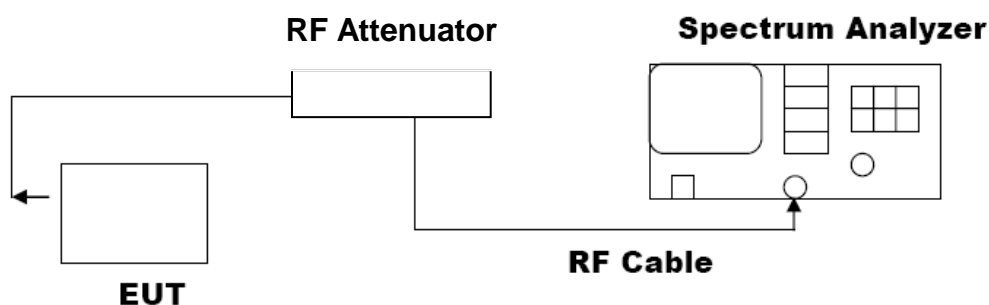 RF Attenuator
Spectrum Analyzer
RF Cable
EUT